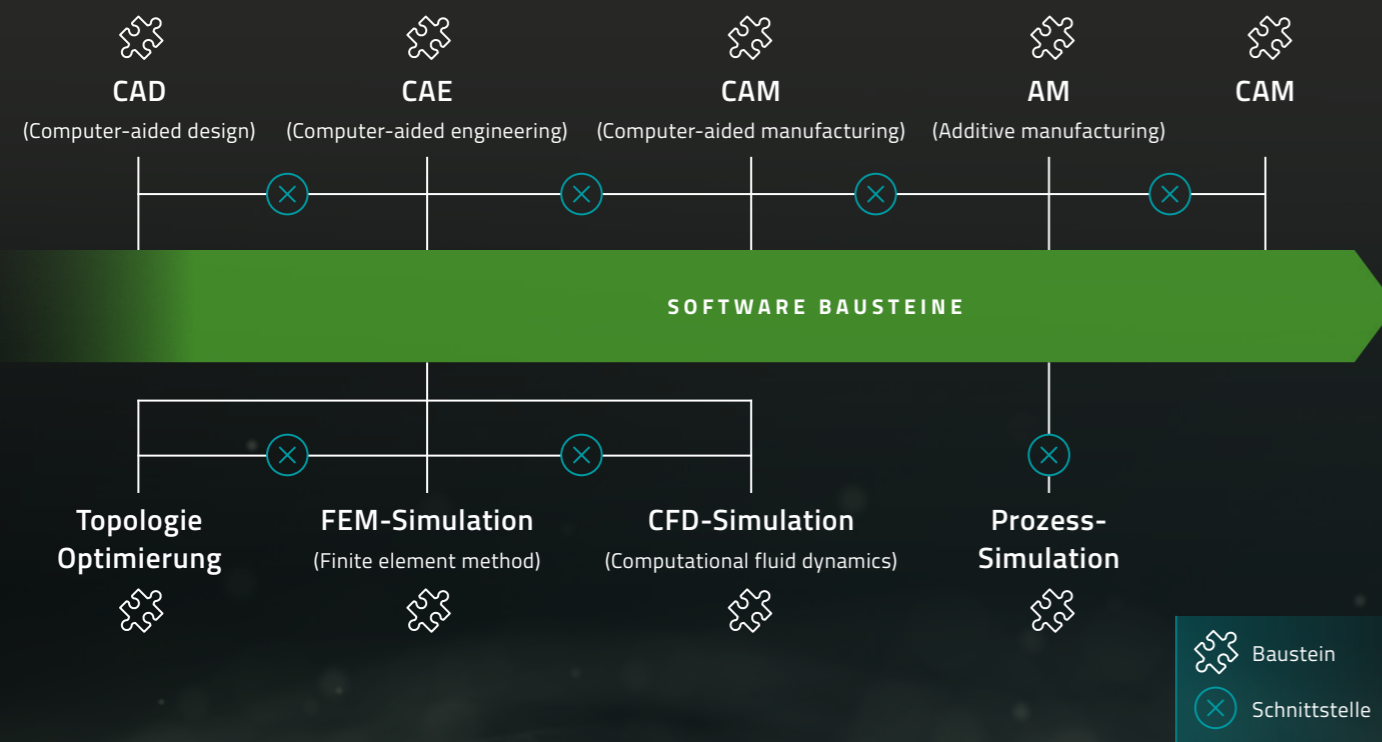 CAD
(Computer-aided design)
CAE
(Computer-aided engineering)
CAM
(Computer-aided manufacturing)
AM
(Additive manufacturing)
CAM
SOFTWARE BAUSTEINE
Topologie
Optimierung
FEM-Simulation
(Finite element method)
CFD-Simulation
(Computational fluid dynamics)
Prozess-
Simulation
Baustein
Schnittstelle